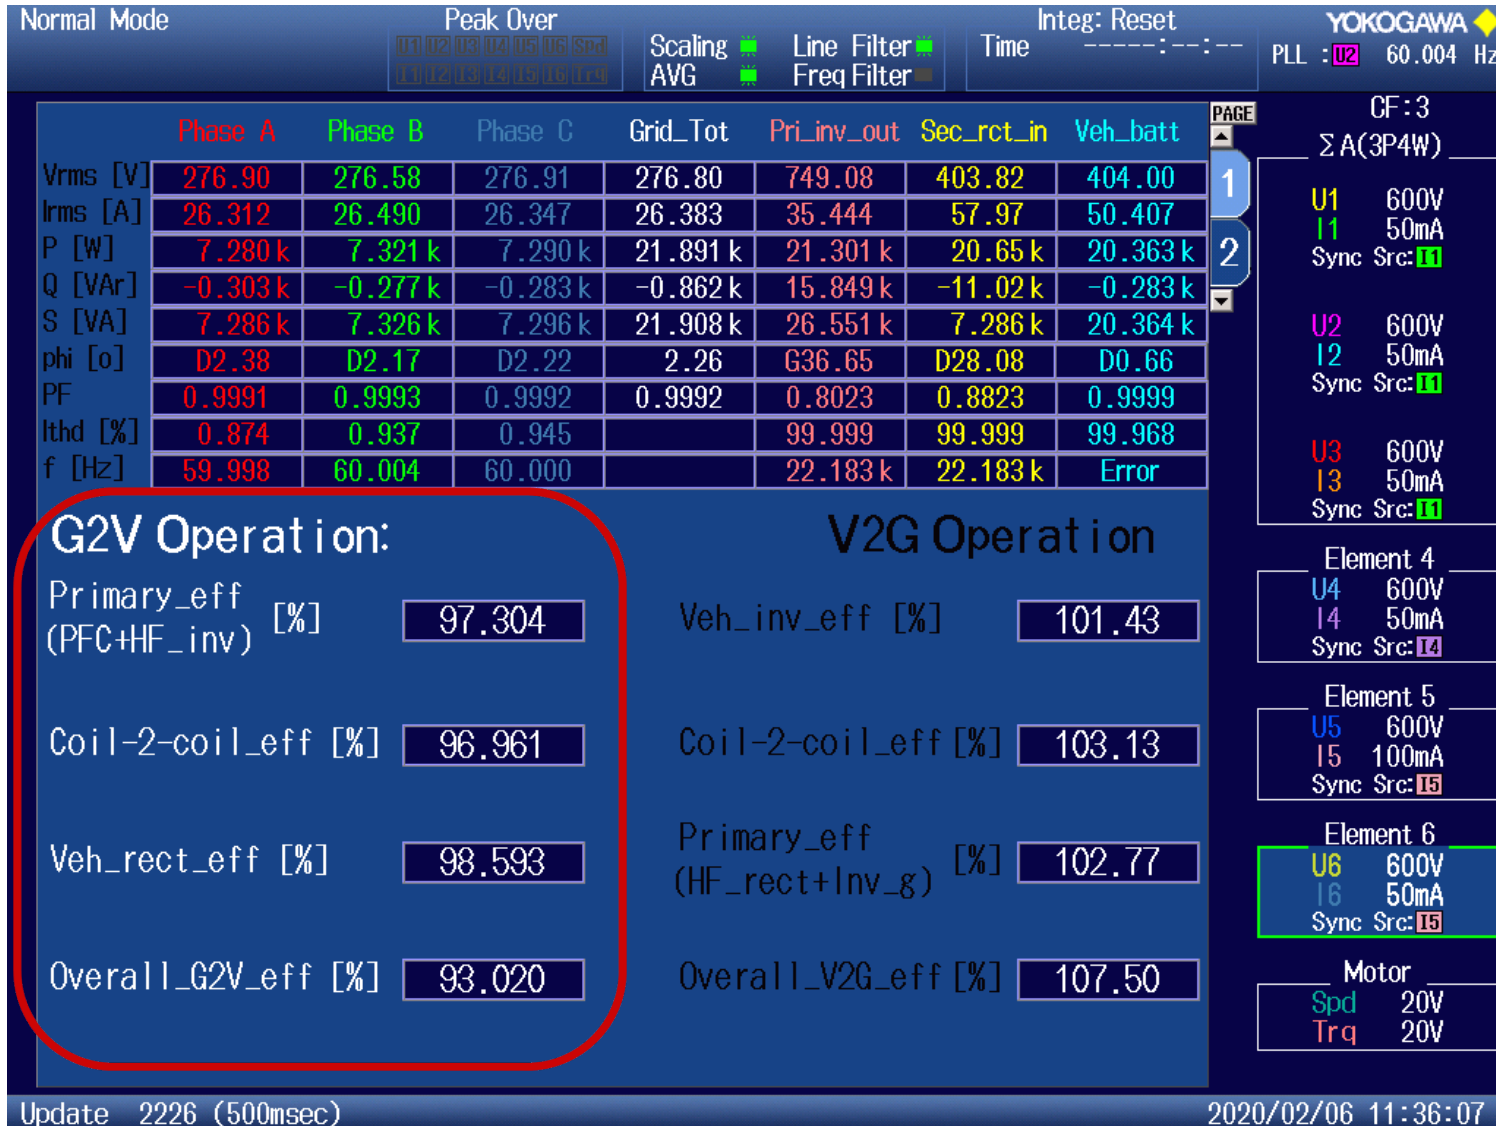 Normal Mode
Peak Over
U1 U2 U3 U4 U5 U6 Spd
I1 I2 I3 I4 I5 I6 Trq
Scaling
AVG
Line Filter
Freq Filter
Integ: Reset
Time -----:--:--
YOKOGAWA
PLL :U2 60.004 Hz
Phase A Phase B Phase C Grid_Tot Pri_inv_out Sec_rct_in Veh_batt
Vrms [V] 276.90 276.58 276.91 276.80 749.08 403.82 404.00
Irms [A] 26.312 26.490 26.347 26.383 35.444 57.97 50.407
P [W] 7.280 k 7.321 k 7.290 k 21.891 k 21.301 k 20.65 k 20.363 k
Q [VAr] -0.303 k -0.277 k -0.283 k -0.862 k 15.849 k -11.02 k -0.283 k
S [VA] 7.286 k 7.326 k 7.296 k 21.908 k 26.551 k 7.286 k 20.364 k
phi [o] D2.38 D2.17 D2.22 2.26 G36.65 D28.08 D0.66
PF 0.9991 0.9993 0.9992 0.9992 0.8023 0.8823 0.9999
Ithd [%] 0.874 0.937 0.945 99.999 99.999 99.968
f [Hz] 59.998 60.004 60.000 22.183 k 22.183 k Error
G2V Operation:
Primary_eff
(PFC+HF_inv) [%] 97.304
Coil-2-coil_eff [%] 96.961
Veh_rect_eff [%] 98.593
Overall_G2V_eff [%] 93.020
V2G Operation
Veh_inv_eff [%] 101.43
Coil-2-coil_eff [%] 103.13
Primary_eff
(HF_rect+Inv_g) [%] 102.77
Overall_V2G_eff [%] 107.50
PAGE
1
2
CF:3
ΣA(3P4W)
U1 600V
I1 50mA
Sync Src:I1
U2 600V
I2 50mA
Sync Src:I1
U3 600V
I3 50mA
Sync Src:I1
Element 4
U4 600V
I4 50mA
Sync Src:I4
Element 5
U5 600V
I5 100mA
Sync Src:I5
Element 6
U6 600V
I6 50mA
Sync Src:I5
Motor
Spd 20V
Trq 20V
Update 2226 (500msec)
2020/02/06 11:36:07